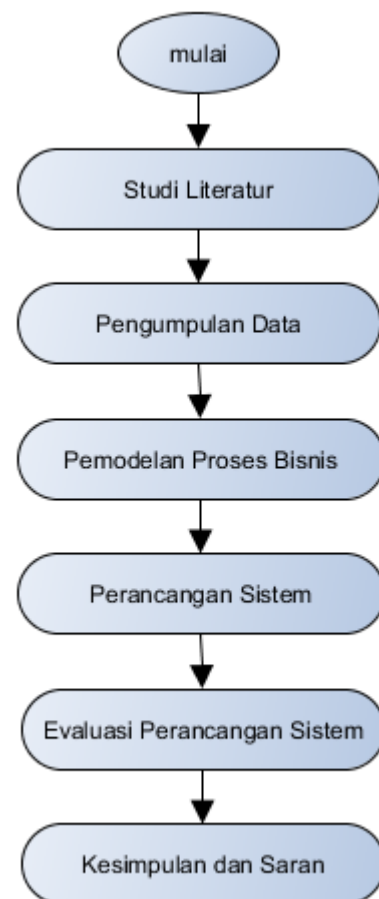 mulai
Studi Literatur
Pengumpulan Data
Pemodelan Proses Bisnis
Perancangan Sistem
Evaluasi Perancangan Sistem
Kesimpulan dan Saran